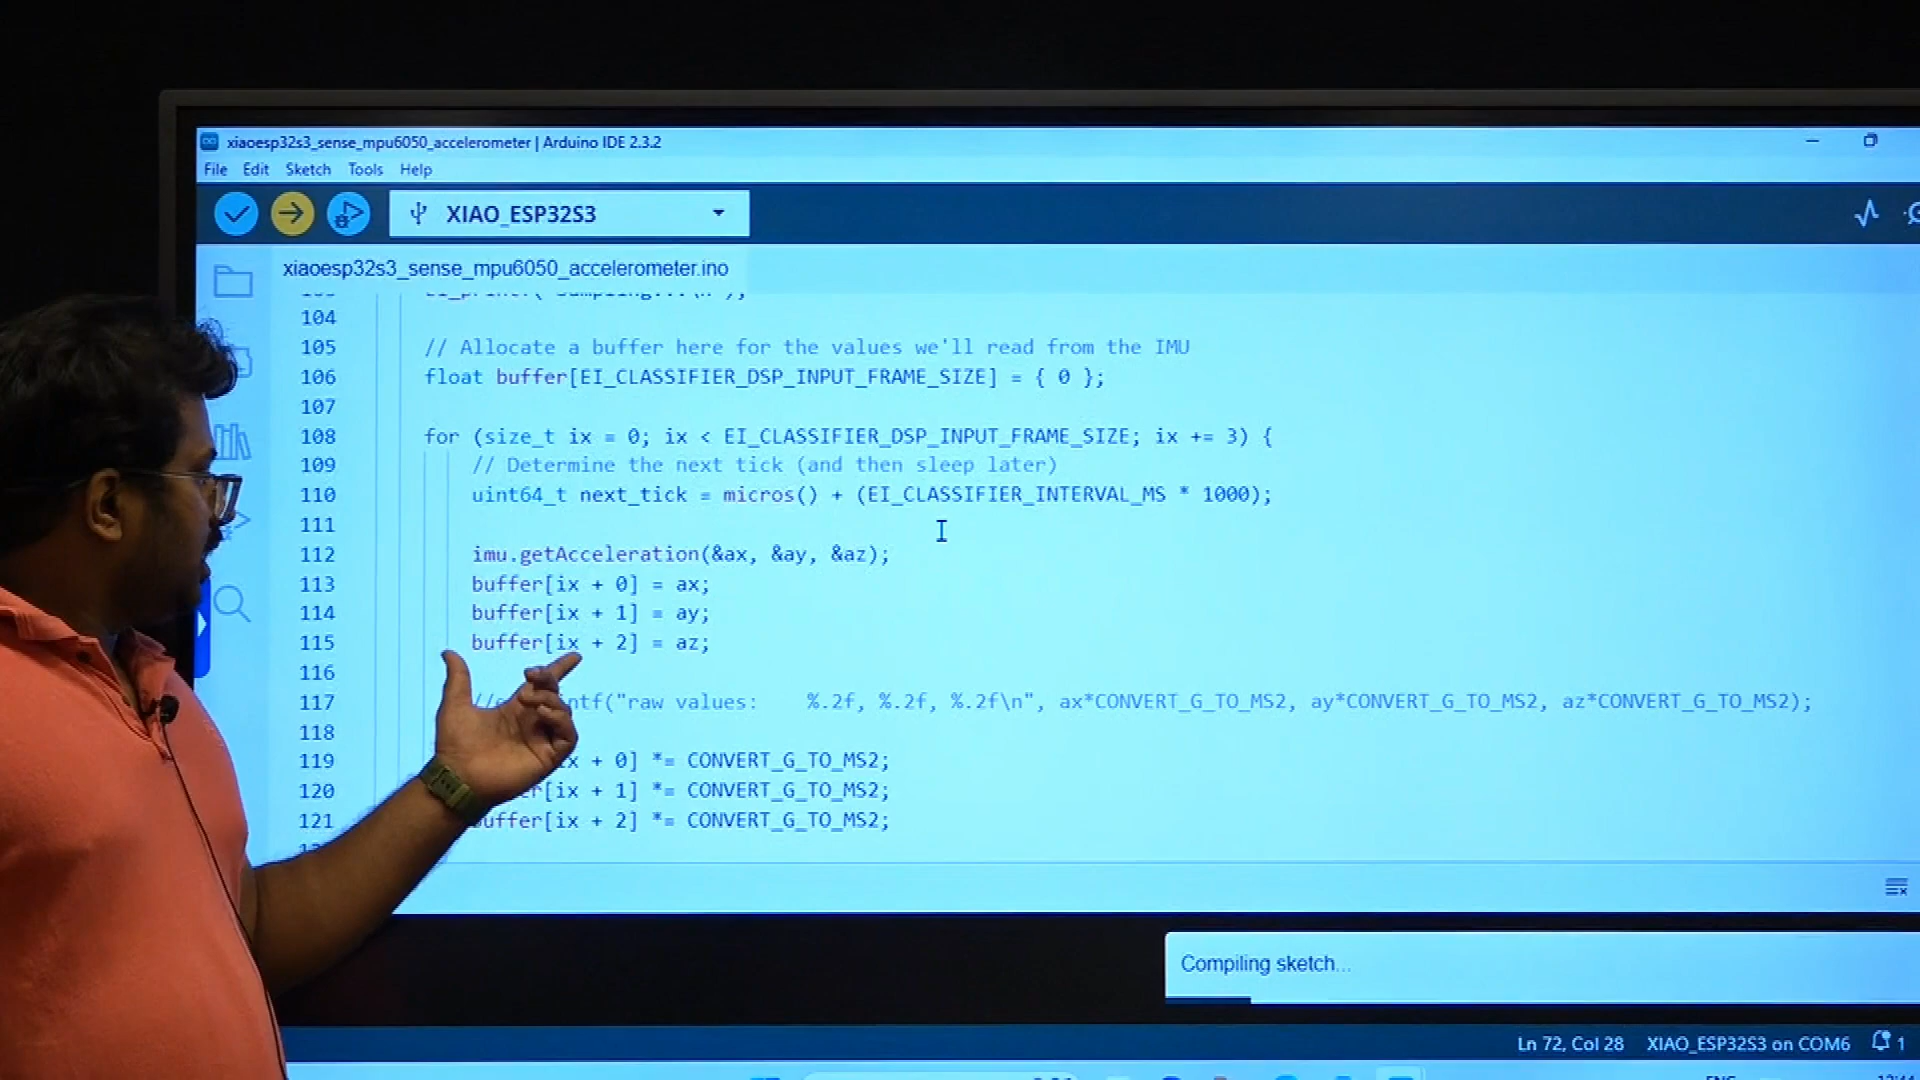 xiaoesp32s3_sense_mpu6050_accelerometer | Arduino IDE 2.3.2
File Edit Sketch Tools Help
XIAO_ESP32S3
xiaoesp32s3_sense_mpu6050_accelerometer.ino
104
105 // Allocate a buffer here for the values we'll read from the IMU
106 float buffer[EI_CLASSIFIER_DSP_INPUT_FRAME_SIZE] = { 0 };
107
108 for (size_t ix = 0; ix < EI_CLASSIFIER_DSP_INPUT_FRAME_SIZE; ix += 3) {
109 // Determine the next tick (and then sleep later)
110 uint64_t next_tick = micros() + (EI_CLASSIFIER_INTERVAL_MS * 1000);
111
112 imu.getAcceleration(&ax, &ay, &az);
113 buffer[ix + 0] = ax;
114 buffer[ix + 1] = ay;
115 buffer[ix + 2] = az;
116
117 ntf("raw values: %.2f, %.2f, %.2f\n", ax*CONVERT_G_TO_MS2, ay*CONVERT_G_TO_MS2, az*CONVERT_G_TO_MS2);
118
119 ix + 0] *= CONVERT_G_TO_MS2;
120 [ix + 1] *= CONVERT_G_TO_MS2;
121 buffer[ix + 2] *= CONVERT_G_TO_MS2;
Compiling sketch...
Ln 72, Col 28 XIAO_ESP32S3 on COM6 1